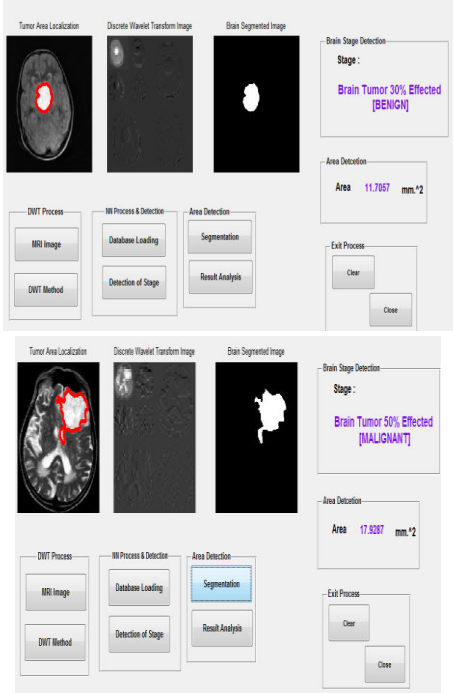 Tumor Area Localization
Discrete Wavelet Transform Image
Brain Segmented Image
Brain Stage Detection
Stage :
Brain Tumor 30% Effected
[BENIGN]
Area Detcetion
Area 11.7057 mm.^2
DWT Process
MRI Image
DWT Method
NN Process & Detection
Database Loading
Detection of Stage
Area Detection
Segmentation
Result Analysis
Exit Process
Clear
Close
Tumor Area Localization
Discrete Wavelet Transform Image
Brain Segmented Image
Brain Stage Detection
Stage :
Brain Tumor 50% Effected
[MALIGNANT]
Area Detcetion
Area 17.9287 mm.^2
DWT Process
MRI Image
DWT Method
NN Process & Detection
Database Loading
Detection of Stage
Area Detection
Segmentation
Result Analysis
Exit Process
Clear
Close